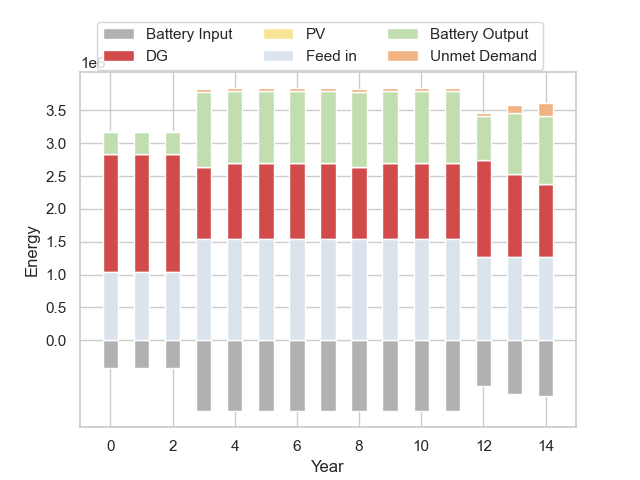 Battery Input PV Battery Output
DG Feed in Unmet Demand
1e6
3.5
3.0
2.5
2.0
1.5
1.0
0.5
0.0
Energy
0 2 4 6 8 10 12 14
Year